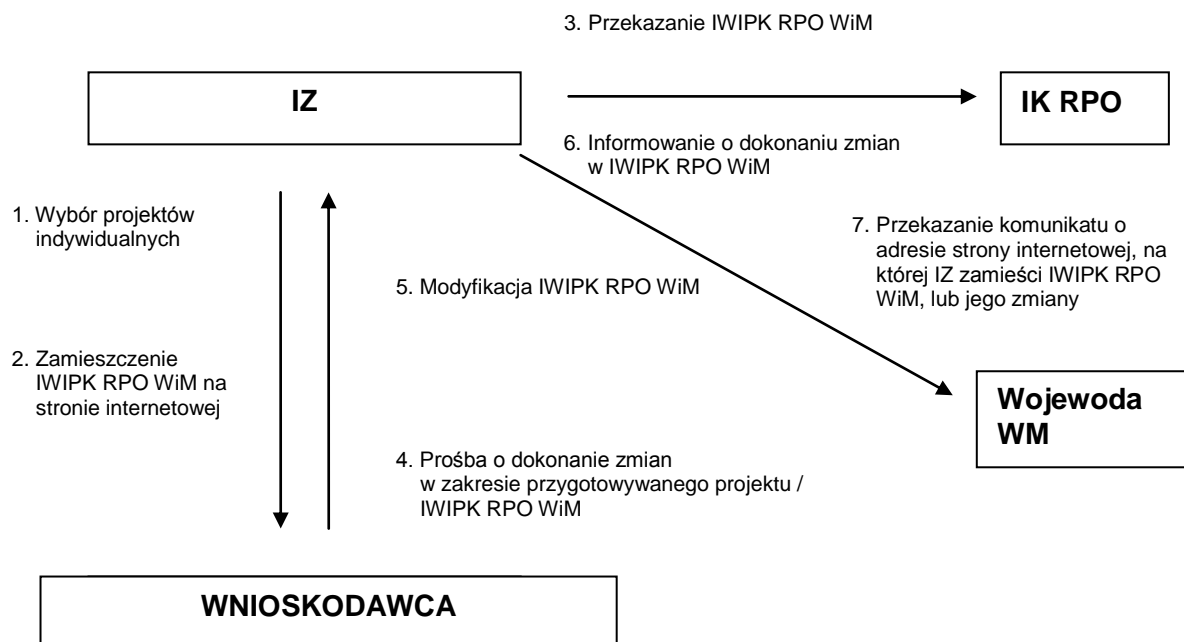 3. Przekazanie IWIPK RPO WiM
IZ
IK RPO
6. Informowanie o dokonaniu zmian
w IWIPK RPO WiM
1. Wybór projektów
indywidualnych
7. Przekazanie komunikatu o
adresie strony internetowej, na
której IZ zamieści IWIPK RPO
WiM, lub jego zmiany
5. Modyfikacja IWIPK RPO WiM
2. Zamieszczenie
IWIPK RPO WiM na
stronie internetowej
Wojewoda
WM
4. Prośba o dokonanie zmian
w zakresie przygotowywanego projektu /
IWIPK RPO WiM
WNIOSKODAWCA